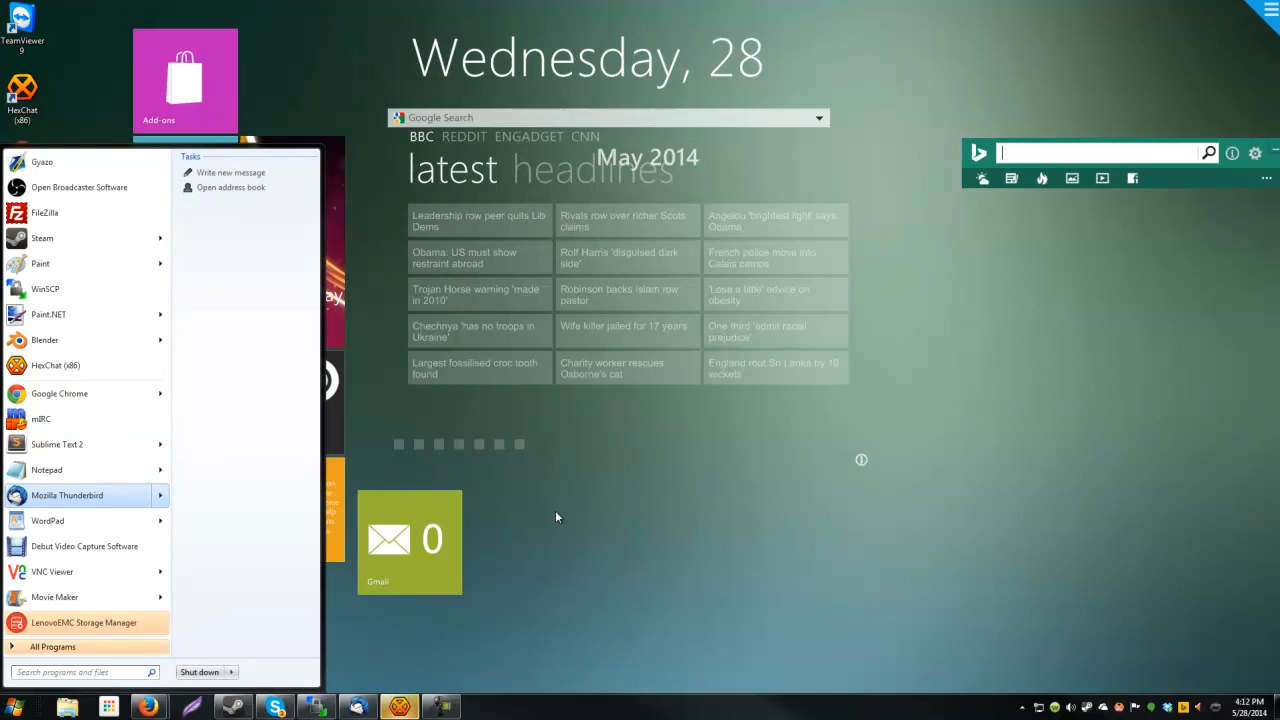 TeamViewer
9
HexChat
(x86)
Add-ons
Wednesday, 28
Google Search
BBC REDDIT ENGADGET CNN
latest headlines
May 2014
Leadership row peer quits Lib
Dems
Rivals row over richer Scots
claims
Angelou 'brightest light' says
Obama
Obama: US must show
restraint abroad
Rolf Harris 'disguised dark
side'
French police move into
Calais camps
Trojan Horse warning 'made
in 2010'
Robinson backs Islam row
pastor
'Lose a little' advice on
obesity
Chechnya 'has no troops in
Ukraine'
Wife killer jailed for 17 years
One third 'admit racial
prejudice'
Largest fossilised croc tooth
found
Charity worker rescues
Osborne's cat
England rout Sri Lanka by 10
wickets
Gyazo
Open Broadcaster Software
FileZilla
Steam
Paint
WinSCP
Paint.NET
Blender
HexChat (x86)
Google Chrome
mIRC
Sublime Text 2
Notepad
Mozilla Thunderbird
WordPad
Debut Video Capture Software
VNC Viewer
Movie Maker
LenovoEMC Storage Manager
All Programs
Search programs and files
Shut down
Tasks
Write new message
Open address book
0
Gmail
4:12 PM
5/28/2014